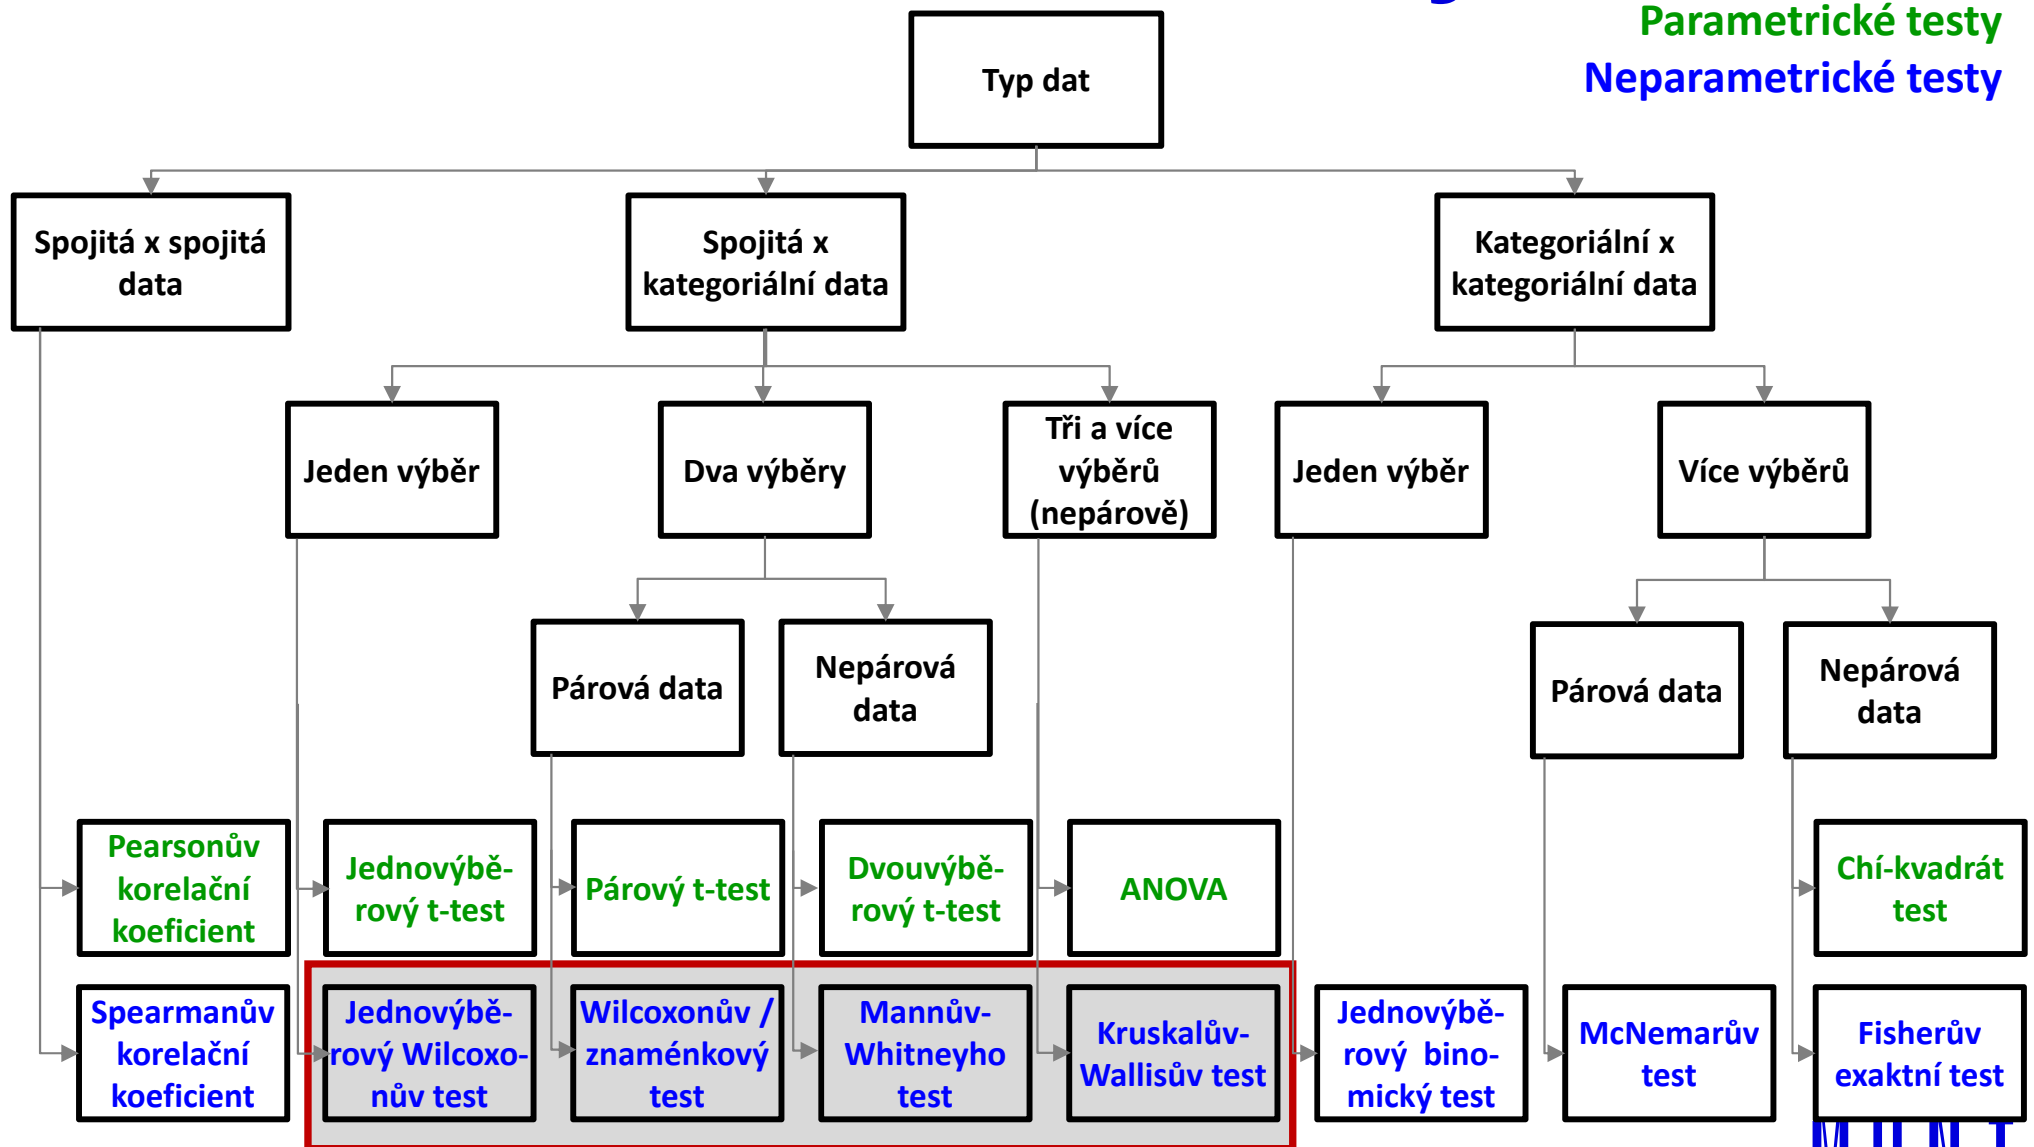 Parametrické testy
Neparametrické testy
Typ dat
Spojitá x spojitá
data
Spojitá x
kategoriální data
Kategoriální x
kategoriální data
Jeden výběr
Dva výběry
Tři a více
výběrů
(nepárově)
Jeden výběr
Více výběrů
Párová data
Nepárová
data
Párová data
Nepárová
data
Pearsonův
korelační
koeficient
Jednovýbě-
rový t-test
Párový t-test
Dvouvýbě-
rový t-test
ANOVA
Chí-kvadrát
test
Spearmanův
korelační
koeficient
Jednovýbě-
rový Wilcoxo-
nův test
Wilcoxonův /
znaménkový
test
Mannův-
Whitneyho
test
Kruskalův-
Wallisův test
Jednovýbě-
rový bino-
mický test
McNemarův
test
Fisherův
exaktní test